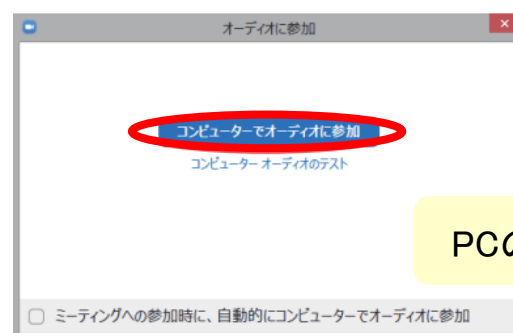 オーディオに参加
コンピューターでオーディオに参加
コンピューター オーディオのテスト
PCの
ミーティングへの参加時に、自動的にコンピューターでオーディオに参加